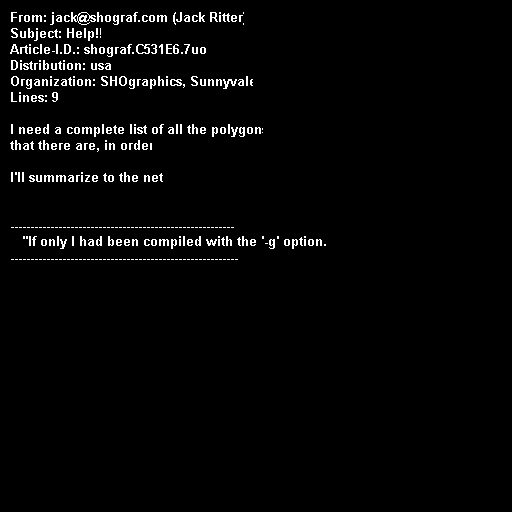 From: jack@shograf.com (Jack Ritter)
Subject: Help!!
Article-I.D.: shograf.C531E6.7uo
Distribution: usa
Organization: SHOgraphics, Sunnyvale
Lines: 9
I need a complete list of all the polygons
that there are, in order
I'll summarize to the net
--------------------------------------------------------
"If only I had been compiled with the '-g' option.
---------------------------------------------------------